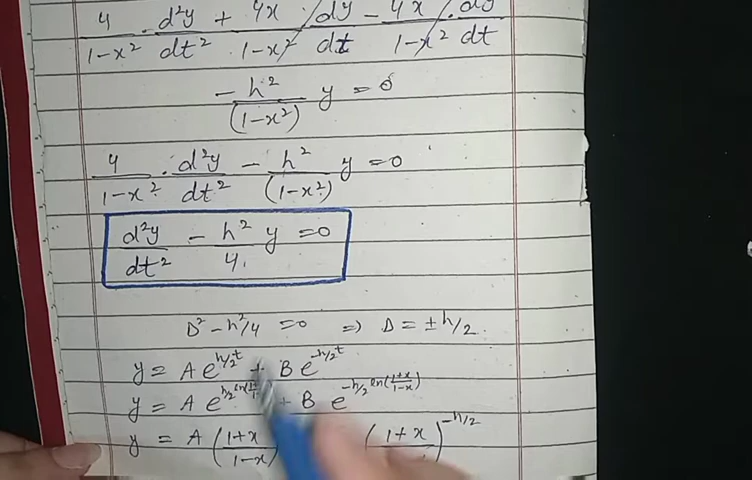 4/(1-x²) · d²y/dt² + 4x/(1-x²) · dy/dt - 4x/(1-x²) · dy/dt
-h²/(1-x²) y = 0
4/(1-x²) · d²y/dt² - h²/(1-x²) y = 0
d²y/dt² - h²/4 y = 0
D² - h²/4 = 0 ⇒ D = ± h/2.
y = A e^{h/2 t} + B e^{-h/2 t}
y = A e^{h/2 ln(1+x/1-} + B e^{-h/2 ln(1+x/1-x)}
y = A (1+x/1-x (1+x/ )^{-h/2}